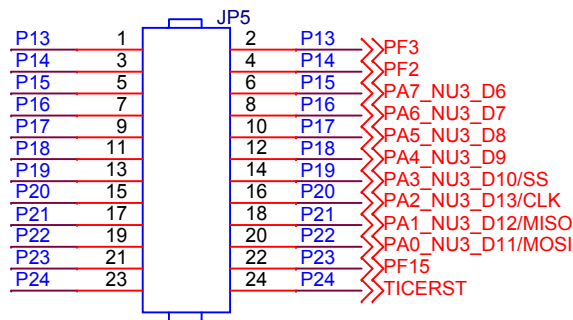 JP5
P13 1 2 P13 PF3
P14 3 4 P14 PF2
P15 5 6 P15 PA7_NU3_D6
P16 7 8 P16 PA6_NU3_D7
P17 9 10 P17 PA5_NU3_D8
P18 11 12 P18 PA4_NU3_D9
P19 13 14 P19 PA3_NU3_D10/SS
P20 15 16 P20 PA2_NU3_D13/CLK
P21 17 18 P21 PA1_NU3_D12/MISO
P22 19 20 P22 PA0_NU3_D11/MOSI
P23 21 22 P23 PF15
P24 23 24 P24 TICERST